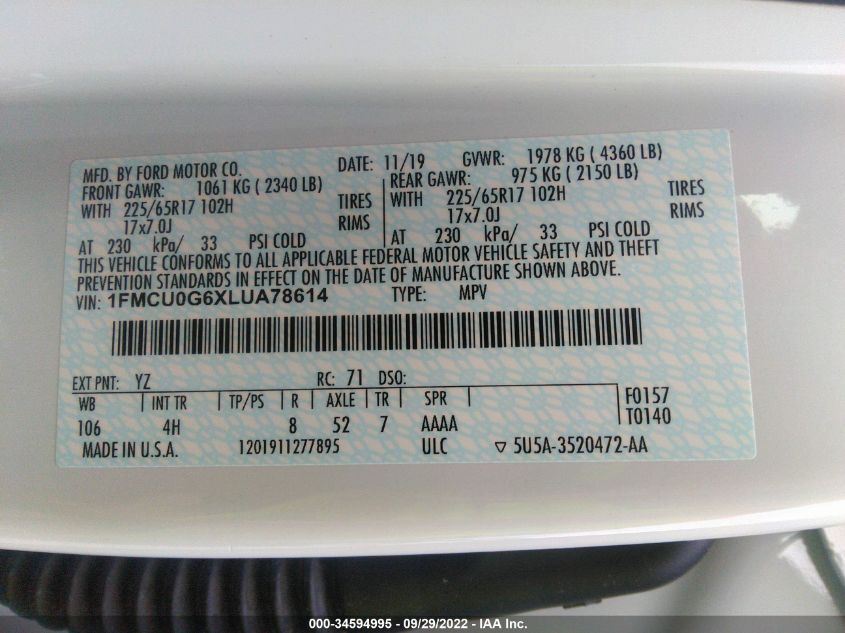 MFD. BY FORD MOTOR CO. DATE: 11/19 GVWR: 1978 KG ( 4360 LB)
FRONT GAWR: 1061 KG ( 2340 LB) REAR GAWR: 975 KG ( 2150 LB)
WITH 225/65R17 102H TIRES WITH 225/65R17 102H TIRES
17x7.0J RIMS 17x7.0J RIMS
AT 230 kPa/ 33 PSI COLD AT 230 kPa/ 33 PSI COLD
THIS VEHICLE CONFORMS TO ALL APPLICABLE FEDERAL MOTOR VEHICLE SAFETY AND THEFT
PREVENTION STANDARDS IN EFFECT ON THE DATE OF MANUFACTURE SHOWN ABOVE.
VIN: 1FMCU0G6XLUA78614 TYPE: MPV
EXT PNT: YZ RC: 71 DSO:
WB INT TR TP/PS R AXLE TR SPR F0157
106 4H 8 52 7 AAAA T0140
MADE IN U.S.A. 1201911277895 ULC ▽ 5U5A-3520472-AA
000-34594995 - 09/29/2022 - IAA Inc.